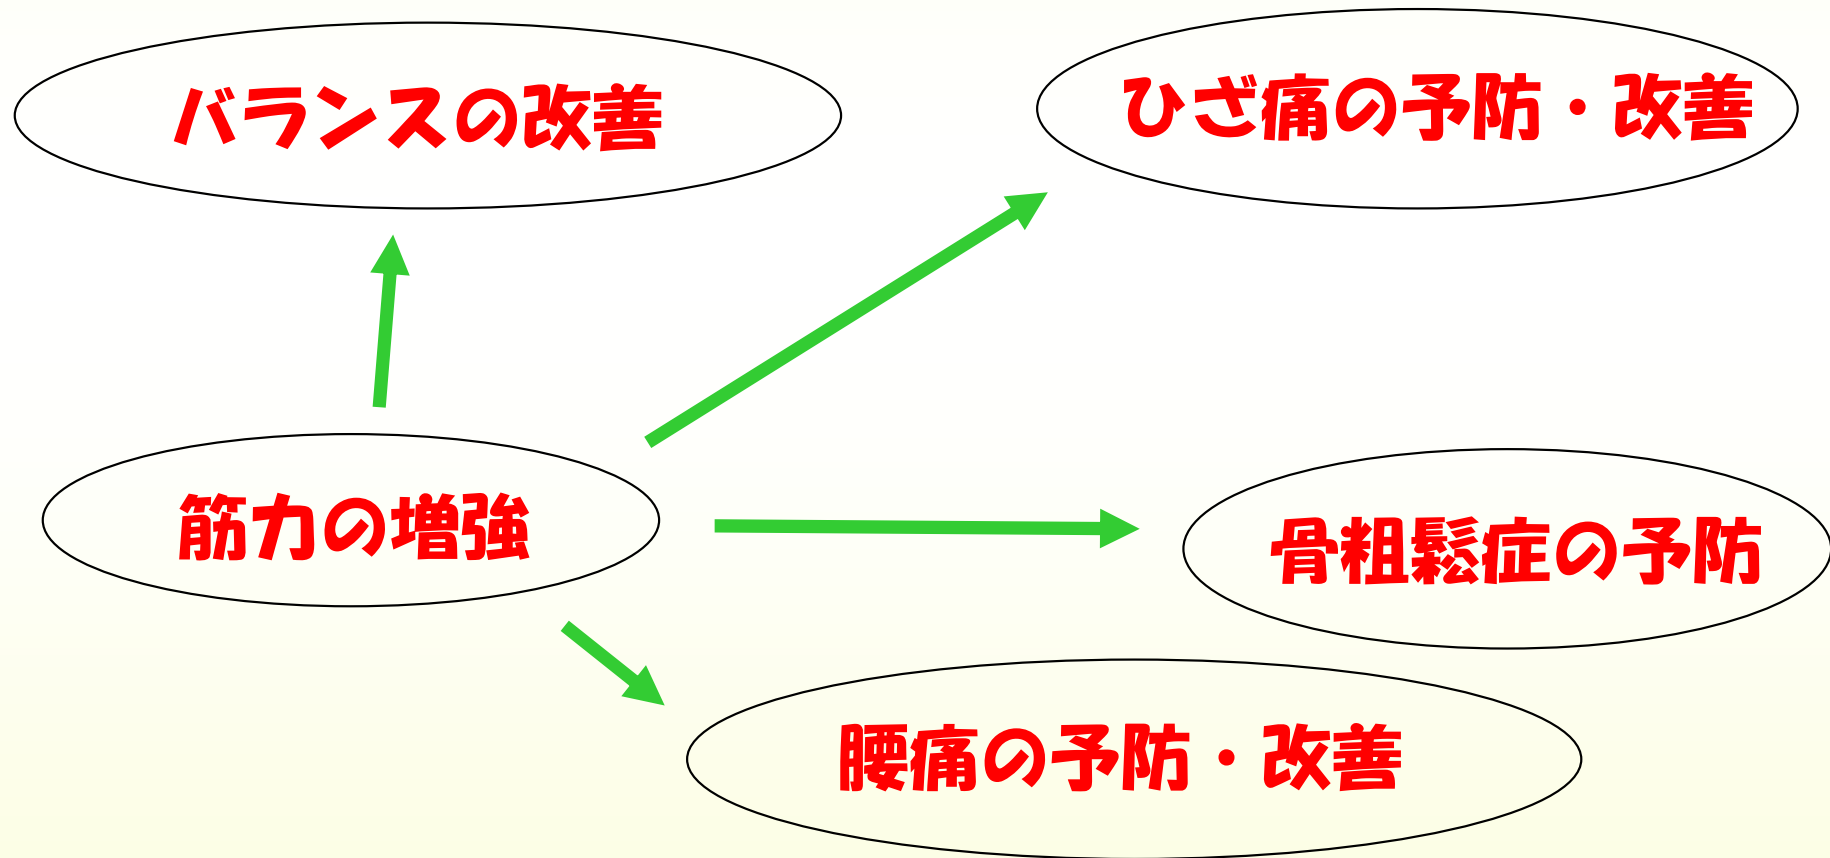 バランスの改善
ひざ痛の予防・改善
筋力の増強
骨粗鬆症の予防
腰痛の予防・改善